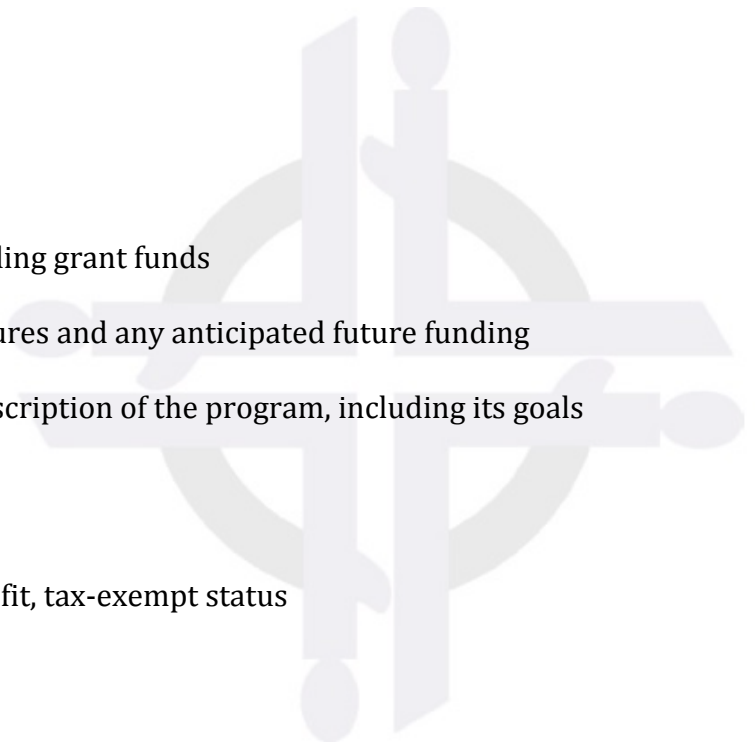 ling grant funds
ures and any anticipated future funding
scription of the program, including its goals
fit, tax-exempt status